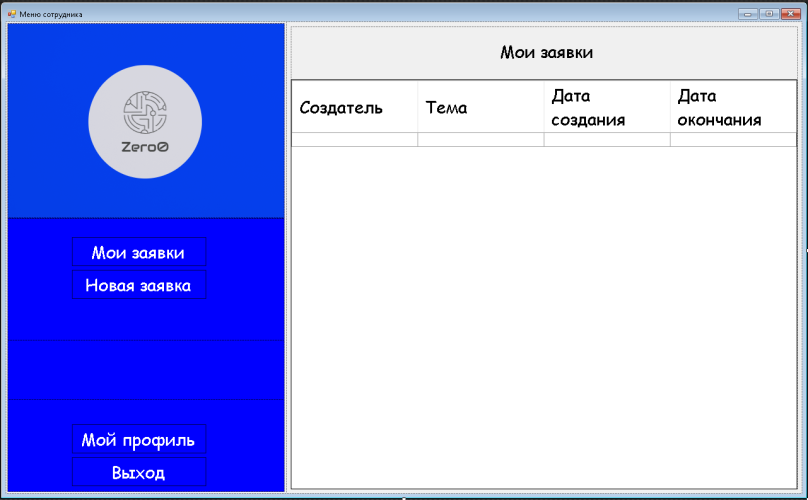 Меню сотрудника
Zero0
Мои заявки
Новая заявка
Мой профиль
Выход
Мои заявки
Создатель
Тема
Дата
создания
Дата
окончания